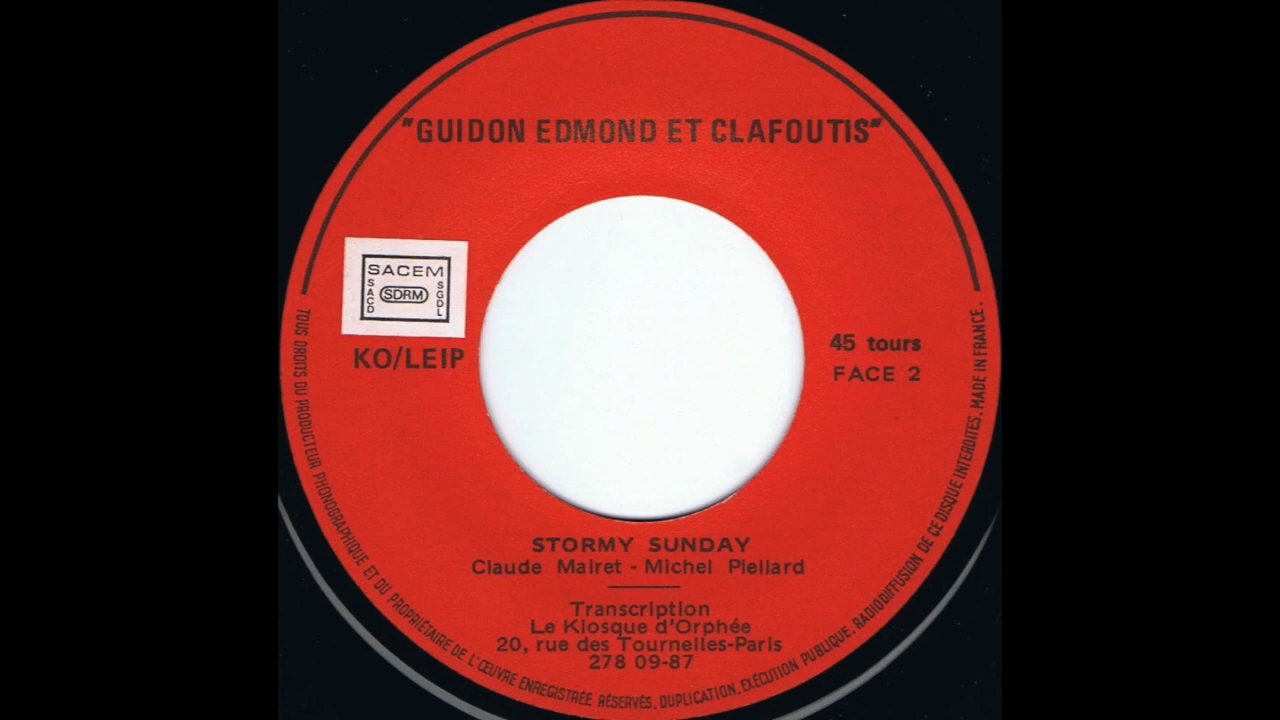 "GUIDON EDMOND ET CLAFOUTIS"
SACEM
SACD
SDRM
SGDL
KO/LEIP
45 tours
FACE 2
STORMY SUNDAY
Claude Mairet - Michel Piellard
Transcription
Le Kiosque d'Orphée
20, rue des Tournelles-Paris
278 09-87
TOUS DROITS DU PRODUCTEUR PHONOGRAPHIQUE ET DU PROPRIÉTAIRE DE L'ŒUVRE ENREGISTRÉE RÉSERVÉS. DUPLICATION. EXÉCUTION PUBLIQUE. RADIODIFFUSION DE CE DISQUE INTERDITES. MADE IN FRANCE.